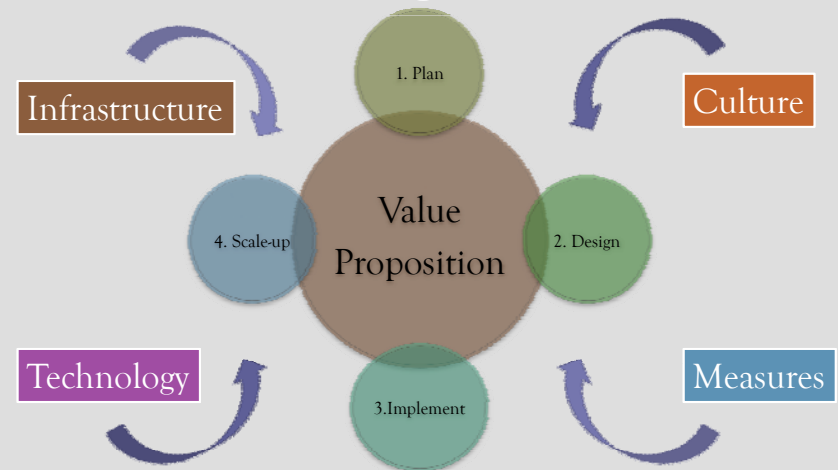 1. Plan
Infrastructure
Culture
Value
Proposition
4. Scale-up
2. Design
Technology
Measures
3.Implement